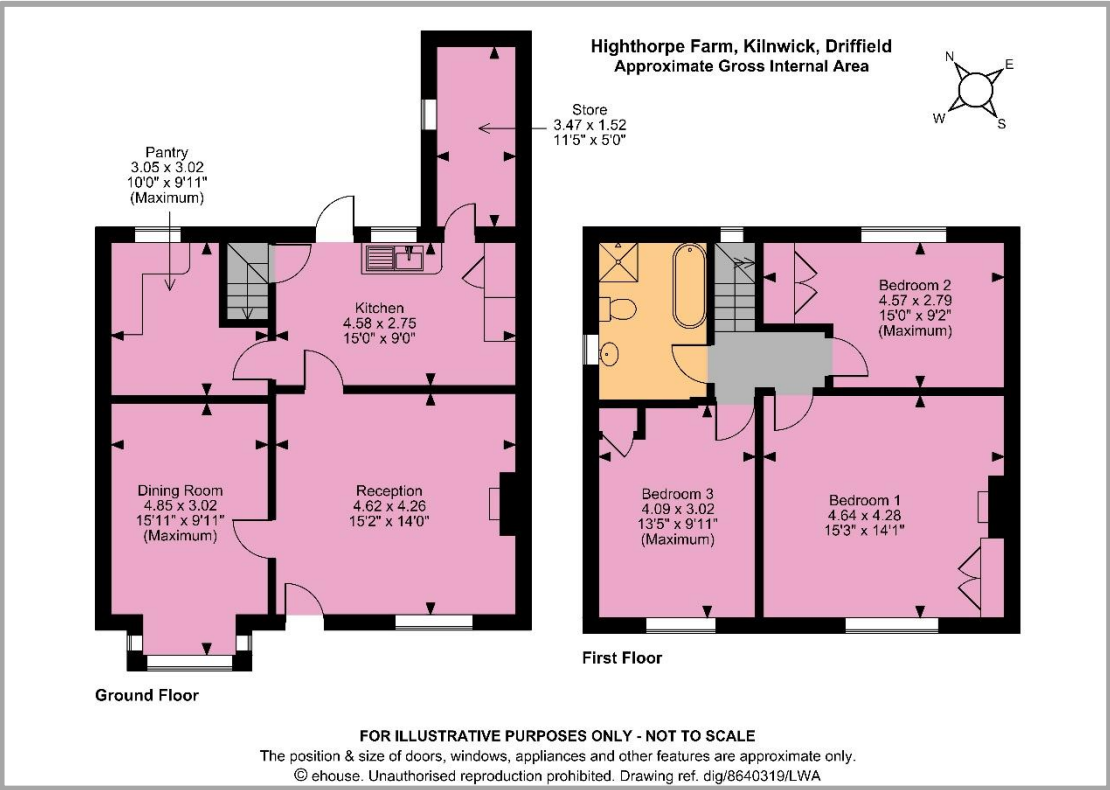 Highthorpe Farm, Kilnwick, Driffield
Approximate Gross Internal Area
N
E
W
S
Store
3.47 x 1.52
11'5" x 5'0"
Pantry
3.05 x 3.02
10'0" x 9'11"
(Maximum)
Kitchen
4.58 x 2.75
15'0" x 9'0"
Dining Room
4.85 x 3.02
15'11" x 9'11"
(Maximum)
Reception
4.62 x 4.26
15'2" x 14'0"
Ground Floor
Bedroom 2
4.57 x 2.79
15'0" x 9'2"
(Maximum)
Bedroom 3
4.09 x 3.02
13'5" x 9'11"
(Maximum)
Bedroom 1
4.64 x 4.28
15'3" x 14'1"
First Floor
FOR ILLUSTRATIVE PURPOSES ONLY - NOT TO SCALE
The position & size of doors, windows, appliances and other features are approximate only.
© ehouse. Unauthorised reproduction prohibited. Drawing ref. dig/8640319/LWA